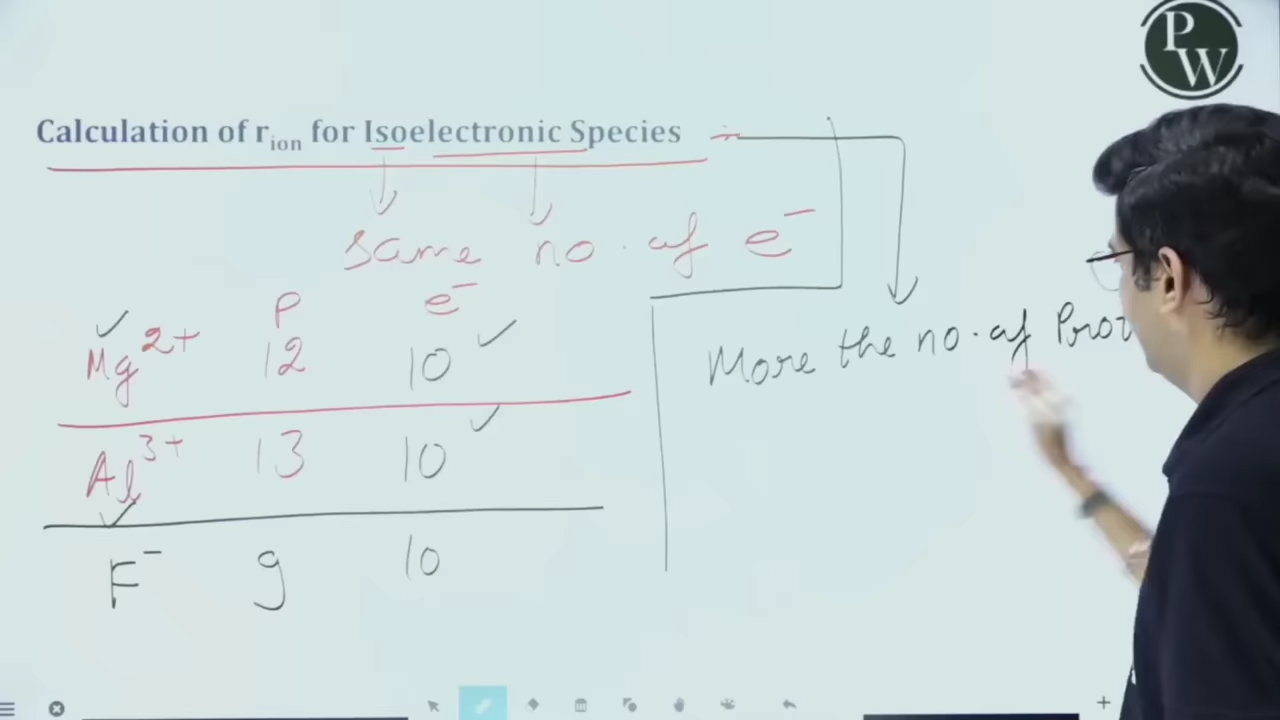 P
W
Calculation of rion for Isoelectronic Species
same no. of e⁻
P e⁻
Mg2+ 12 10
Al3+ 13 10
F⁻ 9 10
More the no. of